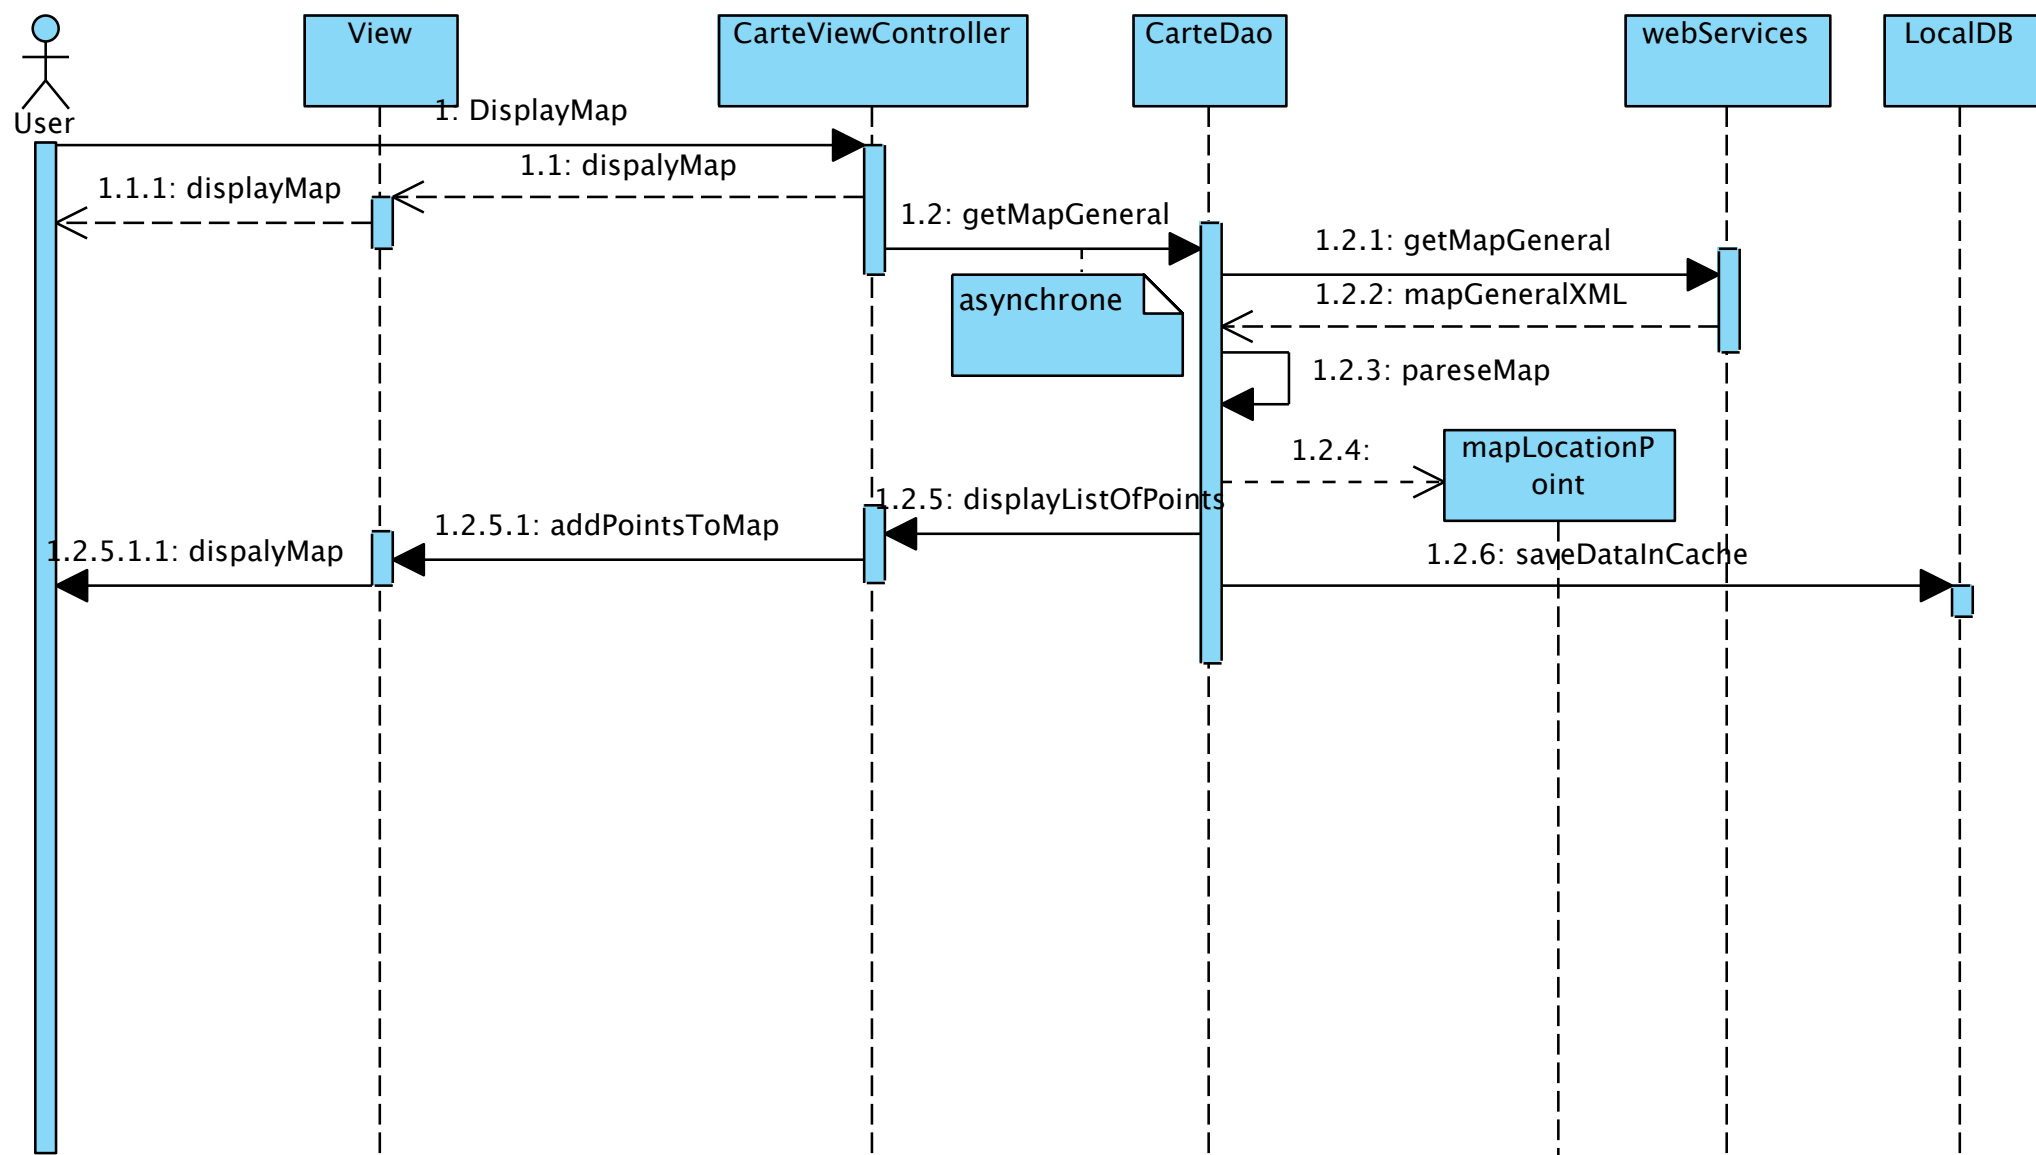 View
CarteViewController
CarteDao
webServices
LocalDB
User
1: DisplayMap
1.1: dispalyMap
1.1.1: displayMap
1.2: getMapGeneral
1.2.1: getMapGeneral
asynchrone
1.2.2: mapGeneralXML
1.2.3: pareseMap
1.2.4:
mapLocationP
oint
1.2.5: displayListOfPoints
1.2.5.1: addPointsToMap
1.2.5.1.1: dispalyMap
1.2.6: saveDataInCache